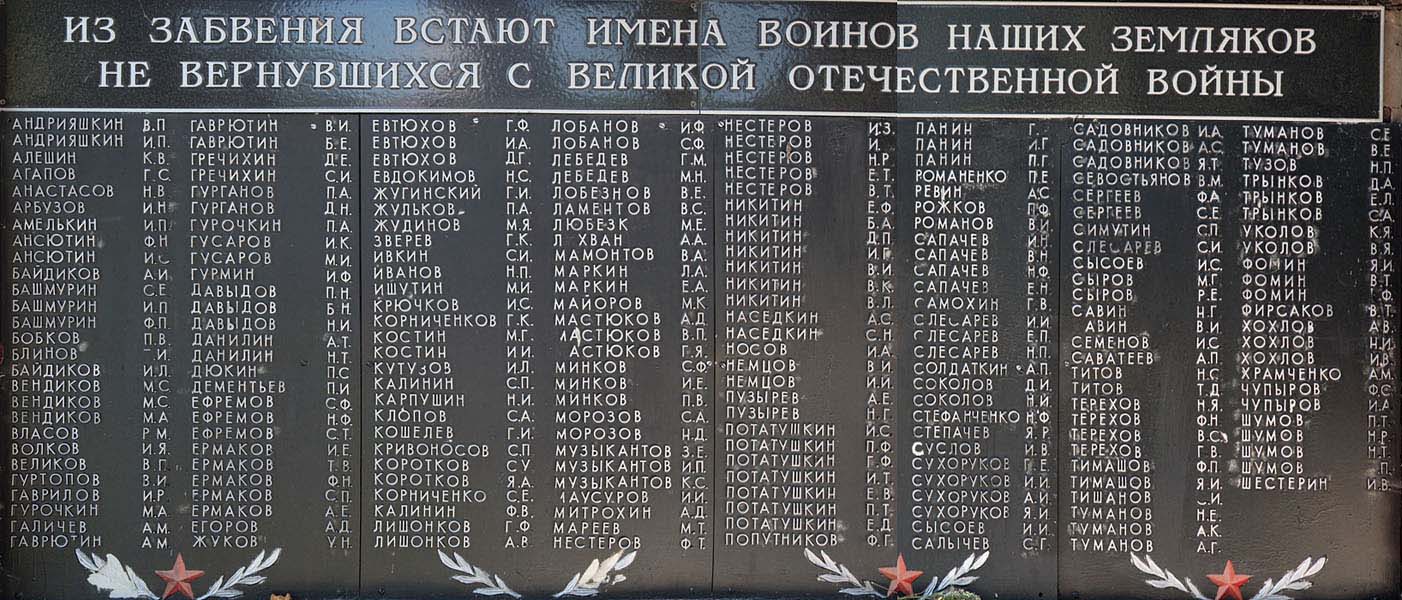 ИЗ ЗАБВЕНИЯ ВСТАЮТ ИМЕНА ВОИНОВ НАШИХ ЗЕМЛЯКОВ
НЕ ВЕРНУВШИХСЯ С ВЕЛИКОЙ ОТЕЧЕСТВЕННОЙ ВОЙНЫ
АНДРИЯШКИН В.П
АНДРИЯШКИН И.П.
АЛЕШИН К.В.
АГАПОВ Г.С.
АНАСТАСОВ Н.В
АРБУЗОВ И.Н
АМЕЛЬКИН И.П.
АНСЮТИН Ф.Н
АНСЮТИН И.С
БАЙДИКОВ А.И
БАШМУРИН С.Е
БАШМУРИН И.П
БАШМУРИН Ф.П.
БОБКОВ П.В.
БЛИНОВ
БАЙДИКОВ И.Л.
ВЕНДИКОВ М.С.
ВЕНДИКОВ М.С.
ВЕНДИКОВ М.А
ВЛАСОВ Р.М.
ВОЛКОВ И.Я.
ВЕЛИКОВ В.Г.
ГУРТОПОВ В.И
ГАВРИЛОВ И.Р.
ГУРОЧКИН М.А
ГАЛИЧЕВ А.М.
ГАВРЮТИН А.М.
ГАВРЮТИН В.И.
ГАВРЮТИН Б.Е.
ГРЕЧИХИН Д.Е
ГРЕЧИХИН С.И.
ГУРГАНОВ П.А.
ГУРГАНОВ Д.Н.
ГУРОЧКИН П.А.
ГУСАРОВ И.К.
ГУСАРОВ М.И.
ГУРМИН И.Ф
ДАВЫДОВ П.Н.
ДАВЫДОВ Б.Н
ДАВЫДОВ Н.И.
ДАНИЛИН А.Т
ДАНИЛИН Н.Т.
ДЮКИН П.С
ДЕМЕНТЬЕВ П.И
ЕФРЕМОВ С.Ф.
ЕФРЕМОВ Н.Ф.
ЕФРЕМОВ С.Т.
ЕРМАКОВ И.Е
ЕРМАКОВ Т.В
ЕРМАКОВ Ф.Н
ЕРМАКОВ С.П.
ЕРМАКОВ А.Е
ЕГОРОВ А.Д
ЖУКОВ У.Н.
ЕВТЮХОВ Г.Ф.
ЕВТЮХОВ И.А.
ЕВТЮХОВ Д.Г.
ЕВДОКИМОВ Н.С.
ЖУГИНСКИЙ Г.И
ЖУЛЬКОВ П.А.
ЖУДИНОВ М.Я
ЗВЕРЕВ Г.К.
ИВКИН С.И
ИВАНОВ Н.П.
ИШУТИН М.И
КРЮЧКОВ И.С.
КОРНИЧЕНКОВ Г.К.
КОСТИН М.Г.
КОСТИН И.И.
КУТУЗОВ И.Л
КАЛИНИН С.П.
КАРПУШИН Н.И
КЛОПОВ С.А.
КОШЕЛЕВ Г.И
КРИВОНОСОВ С.П
КОРОТКОВ С.У.
КОРОТКОВ Я.А
КОРНИЧЕНКО С.Е.
КАЛИНИН Ф.В.
ЛИШОНКОВ Г.Ф
ЛИШОНКОВ А.В
ЛОБАНОВ И.Ф
ЛОБАНОВ С.Ф.
ЛЕБЕДЕВ Г.М.
ЛЕБЕДЕВ М.Н.
ЛОБЕЗНОВ В.Е.
ЛАМЕНТОВ В.С.
ЛЮБЕЗК М.Е.
Л ХВАН А.А.
МАМОНТОВ В.А
МАРКИН Л.А.
МАРКИН Е.А.
МАЙОРОВ М.К
МАСТЮКОВ А.Д
АСТЮКОВ В.П
АСТЮКОВ Г.Я.
МИНКОВ С.Ф
МИНКОВ И.Е
МИНКОВ П.В.
МОРОЗОВ С.А.
МОРОЗОВ Н.Д.
МУЗЫКАНТОВ З.Е
МУЗЫКАНТОВ И.П.
МУЗЫКАНТОВ К.С.
АУСУРОВ И.И.
МИТРОХИН А.Д
МАРЕЕВ М.Т.
НЕСТЕРОВ Ф.Т.
НЕСТЕРОВ И.З.
НЕСТЕРОВ И.
НЕСТЕРОВ Н.Р
НЕСТЕРОВ Е.Т
НЕСТЕРОВ В.Т.
НИКИТИН Е.Ф
НИКИТИН Б.А.
НИКИТИН Д.П
НИКИТИН И.Г.
НИКИТИН В.И
НИКИТИН В.К.
НИКИТИН В.Л
НАСЕДКИН А.С
НАСЕДКИН С.Н
НОСОВ И.А.
НЕМЦОВ В.И
НЕМЦОВ И.И.
ПУЗЫРЕВ А.Е
ПУЗЫРЕВ Н.Г.
ПОТАТУШКИН И.С.
ПОТАТУШКИН П.Ф.
ПОТАТУШКИН Г.Ф
ПОТАТУШКИН И.Т.
ПОТАТУШКИН Е.В
ПОТАТУШКИН П.Т.
ПОТАТУШКИН Е.Д
ПОПУТНИКОВ Ф.Г.
ПАНИН Г.
ПАНИН И.Г
ПАНИН П.Г.
РОМАНЕНКО П.Е
РЕВИН А.С
РОЖКОВ П.Ф
РОМАНОВ В.И
САПАЧЕВ И.Н
САПАЧЕВ В.Н
САПАЧЕВ Н.Ф
САПАЧЕВ Е.Н
САМОХИН Г.В
СЛЕСАРЕВ И.И
СЛЕСАРЕВ Е.П
СЛЕСАРЕВ Н.П
СОЛДАТКИН А.П
СОКОЛОВ Д.И
СОКОЛОВ Н.И
СТЕФАНЧЕНКО Н.Ф
СТЕПАЧЕВ Я.Р.
СУСЛОВ И.В
СУХОРУКОВ Г.Е
СУХОРУКОВ И.И
СУХОРУКОВ А.И
СУХОРУКОВ Я.И
СЫСОЕВ И.И
САЛЫЧЕВ С.Г
САДОВНИКОВ И.А.
САДОВНИКОВ А.С
САДОВНИКОВ Я.Т.
СЕВОСТЬЯНОВ В.М
СЕРГЕЕВ Ф.А
СЕРГЕЕВ С.Е
СИМУТИН С.П
СЛЕСАРЕВ С.И
СЫСОЕВ И.С.
СЫРОВ М.Г
СЫРОВ Р.Е.
САВИН Н.Г
АВИН В.И
СЕМЕНОВ И.С.
САВАТЕЕВ А.П
ТИТОВ Н.С
ТИТОВ Т.Д
ТЕРЕХОВ Н.Я
ТЕРЕХОВ Ф.Н
ТЕРЕХОВ В.С
ТЕРЕХОВ Г.В
ТИМАШОВ Ф.П
ТИМАШОВ Я.И
ТИШАНОВ .И
ТУМАНОВ Н.Е
ТУМАНОВ А.К
ТУМАНОВ А.Г.
ТУМАНОВ С.Е
ТУМАНОВ В.Е
ТУЗОВ Н.П
ТРЫНКОВ Д.А
ТРЫНКОВ Е.Л
ТРЫНКОВ С.А
УКОЛОВ К.Я
УКОЛОВ В.Я
ФОМИН Я.И
ФОМИН В.Т
ФОМИН Г.Ф
ФИРСАКОВ В.Т
ХОХЛОВ А.В
ХОХЛОВ Н.И
ХОХЛОВ И.В
ХРАМЧЕНКО А.М
ЧУПЫРОВ Ф.С
ЧУПЫРОВ И.А
ШУМОВ П.Т
ШУМОВ Н.Р
ШУМОВ Н.Т
ШУМОВ .П.
ШЕСТЕРИН И.В